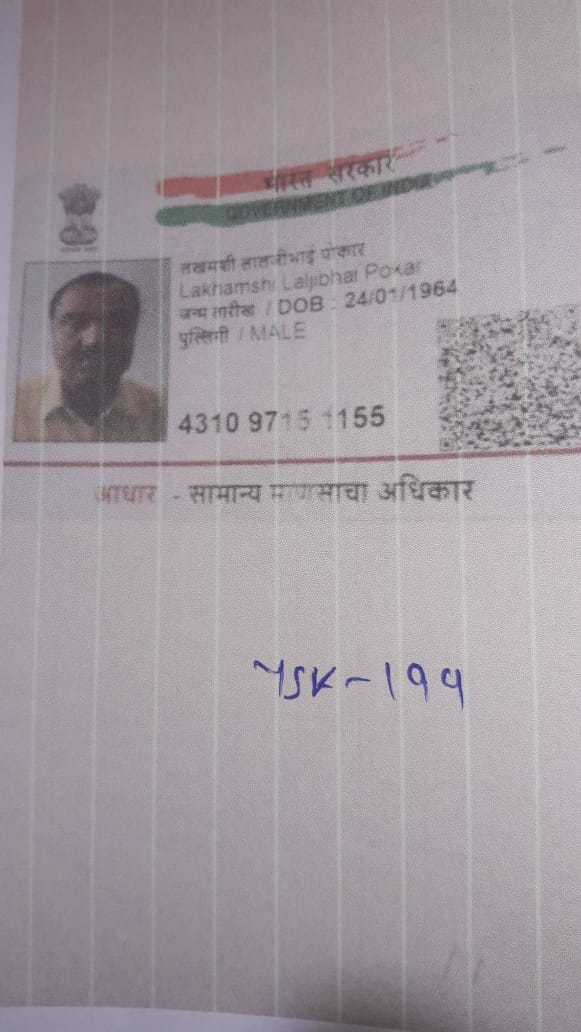 भारत सरकार
GOVERNMENT OF INDIA
लखमशी लालजीभाई पोकार
Lakhamshi Laljibhai Pokar
जन्म तारीख / DOB : 24/01/1964
पुल्लिंगी / MALE
4310 9715 1155
आधार - सामान्य माणसाचा अधिकार
YSK-199